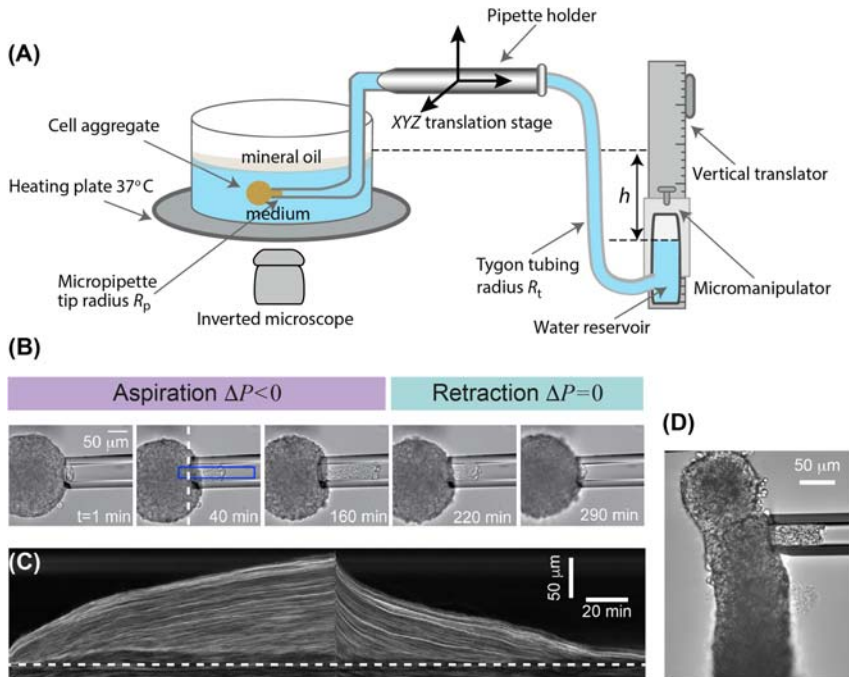 (A)
Pipette holder
XYZ translation stage
Cell aggregate
mineral oil
Heating plate 37°C
medium
Micropipette
tip radius Rp
Inverted microscope
h
Vertical translator
Tygon tubing
radius Rt
Micromanipulator
Water reservoir
(B)
Aspiration ΔP<0
Retraction ΔP=0
50 μm
t=1 min
40 min
160 min
220 min
290 min
(C)
50 μm
20 min
(D)
50 μm